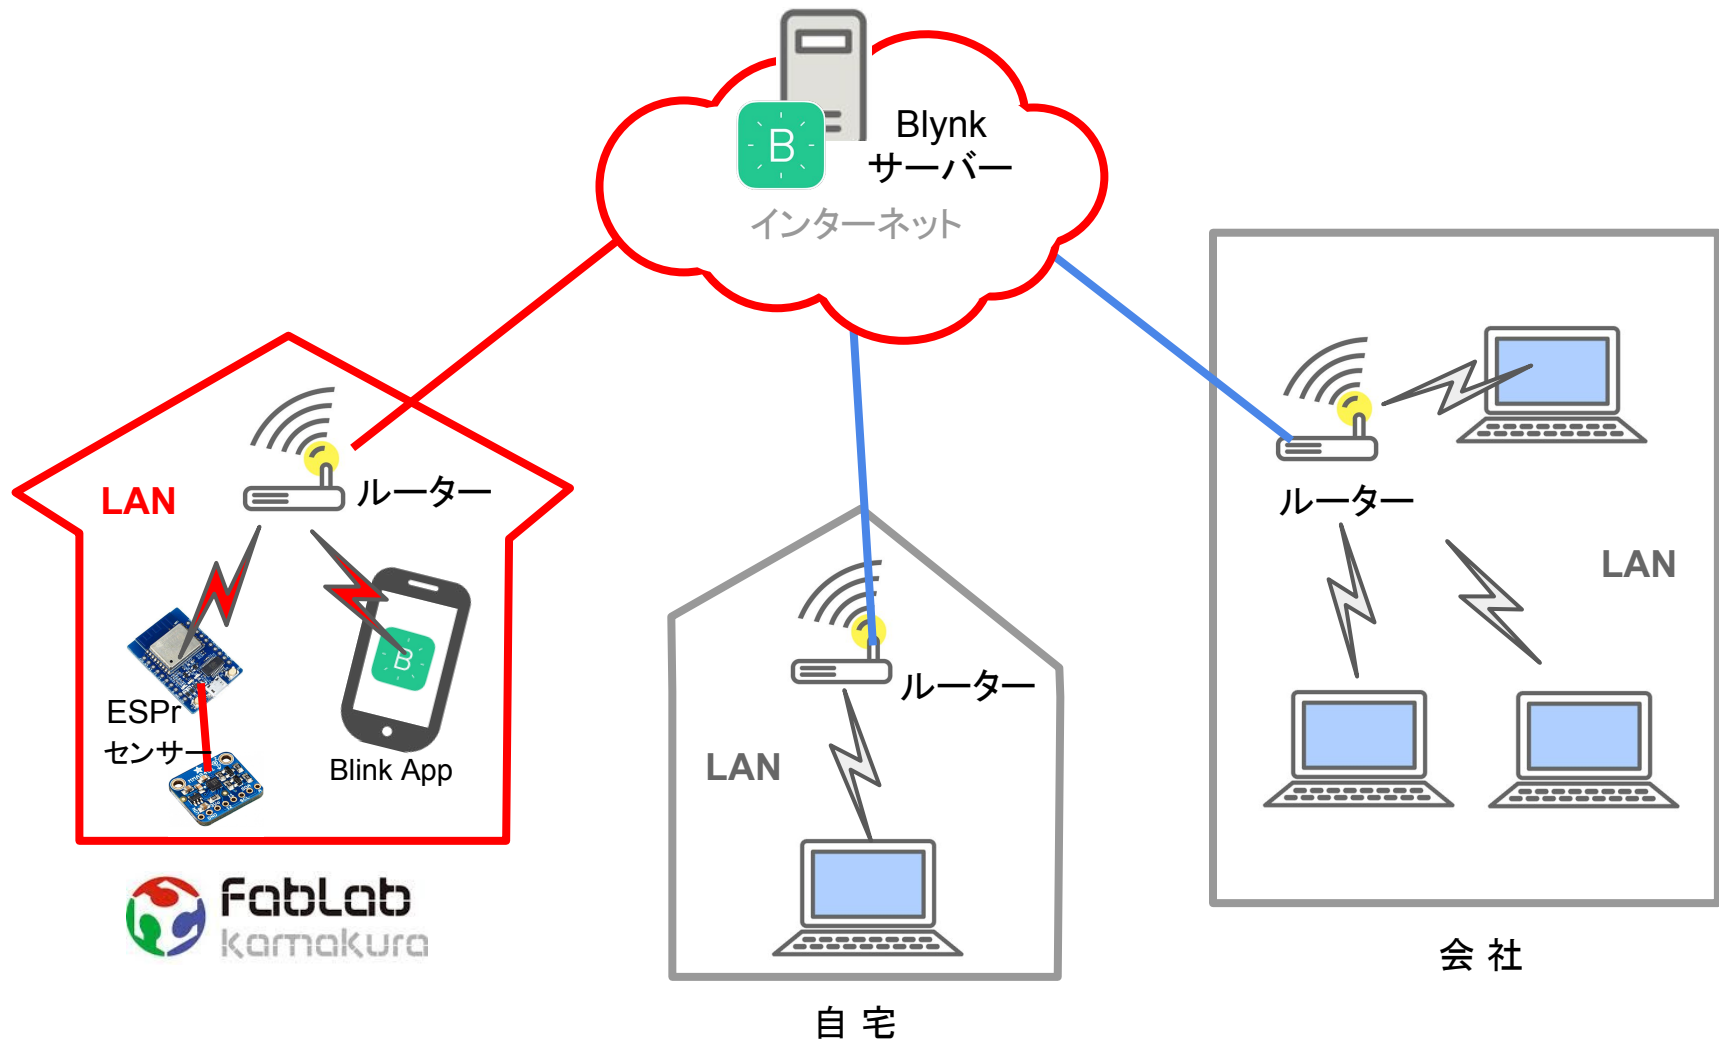 Blynk
サーバー
B
インターネット
LAN
ルーター
B
ESPr
センサー
Blink App
FabLab
kamakura
ルーター
LAN
自 宅
ルーター
LAN
会 社